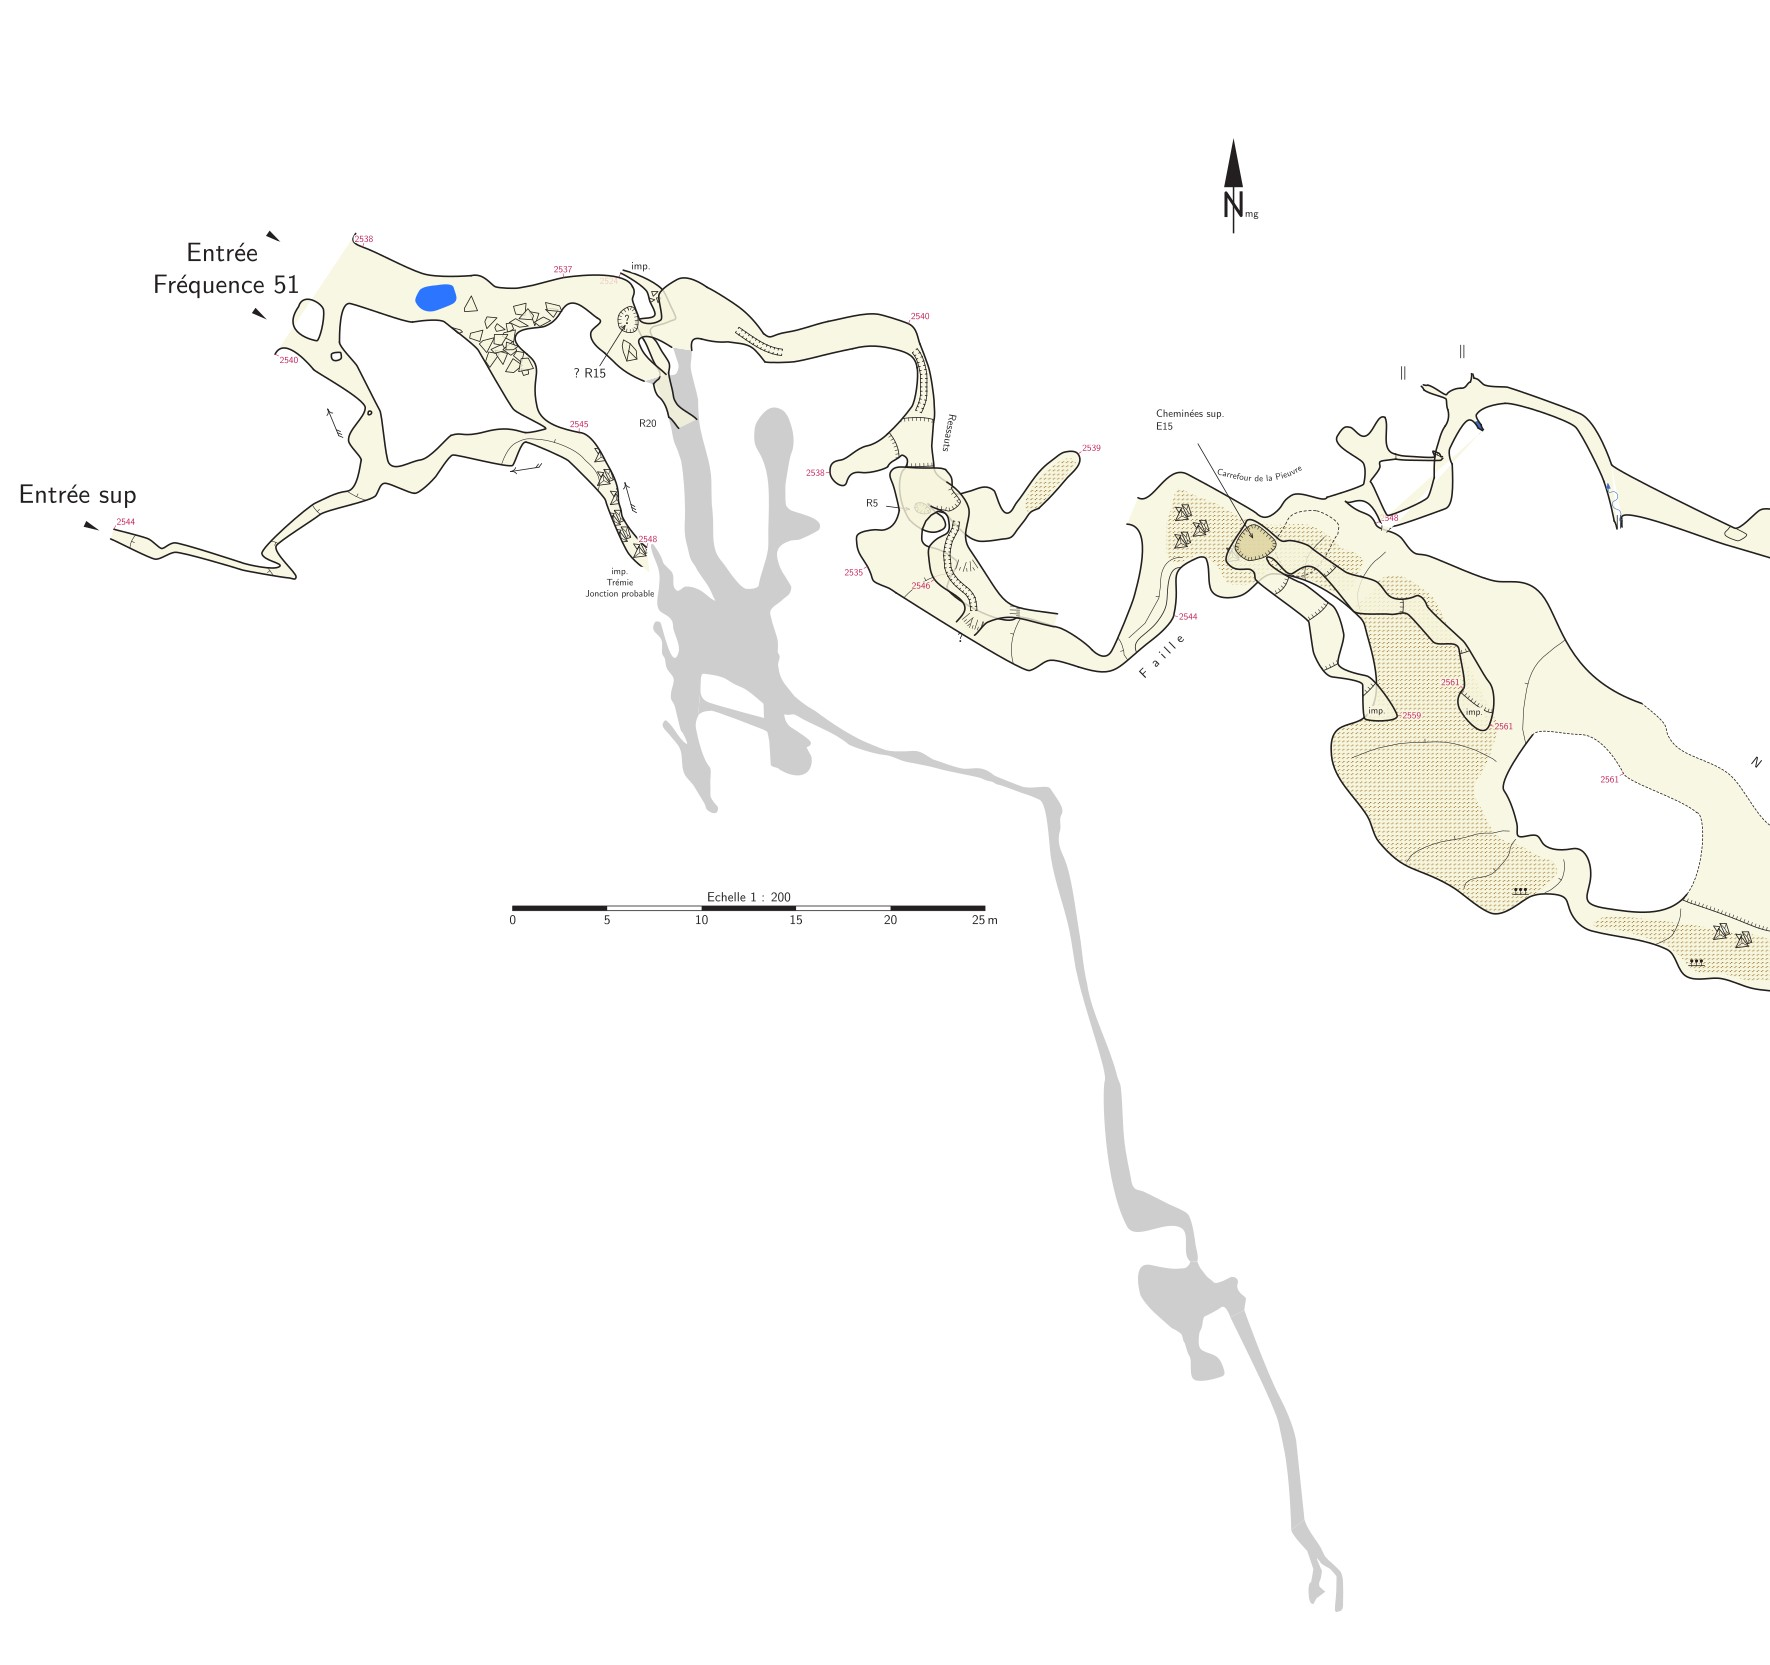 N mg
Entrée
Fréquence 51
2538
2537
2524
imp.
2540
2540
? 
? R15
R20
Ressauts
2545
2538
R5
2539
Cheminées sup.
E15
Carrefour de la Pieuvre
Entrée sup
2544
2548
imp.
Trémie
Jonction probable
2535
2546
?
2544
Faille
2548
2561
imp.
2559
imp.
2561
2561
N
Echelle 1 : 200
0 5 10 15 20 25 m